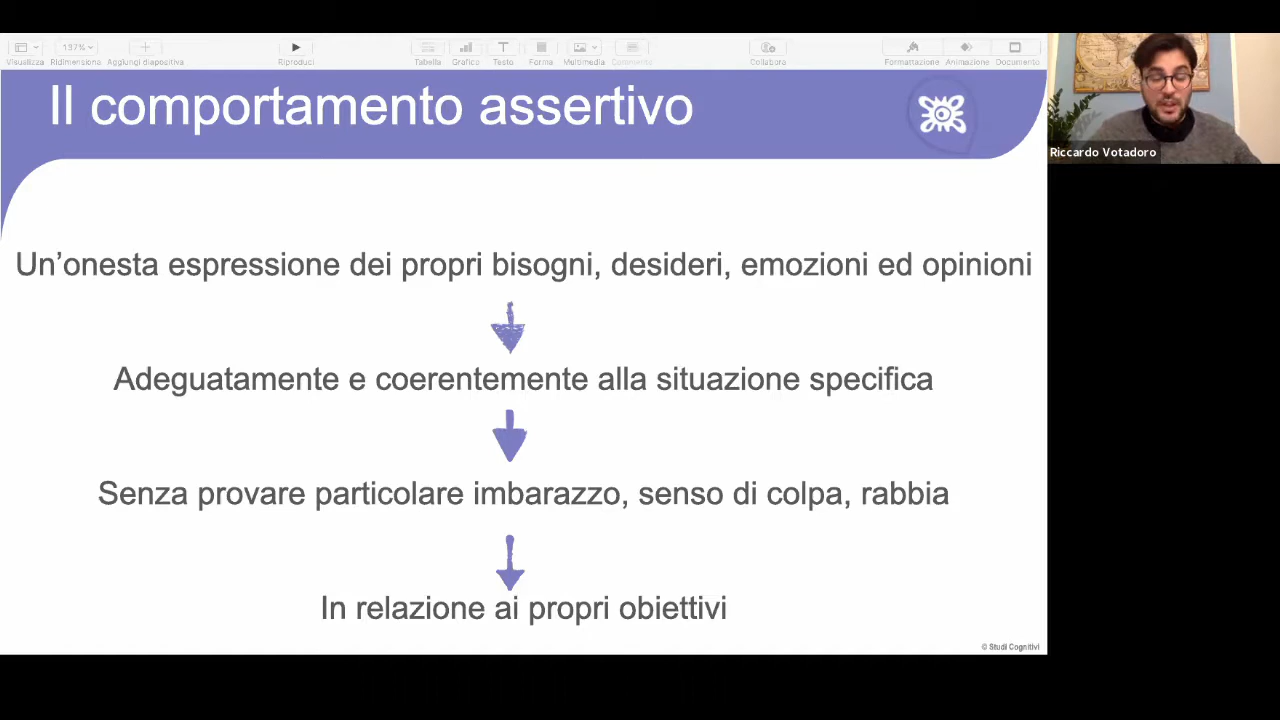 137%
Visualizza Ridimensiona Aggiungi diapositiva Riproduci Tabella Grafico Testo Forma Multimedia Commento Collabora Formattazione Animazione Documento
Il comportamento assertivo
Riccardo Votadoro
Un’onesta espressione dei propri bisogni, desideri, emozioni ed opinioni
Adeguatamente e coerentemente alla situazione specifica
Senza provare particolare imbarazzo, senso di colpa, rabbia
In relazione ai propri obiettivi
© Studi Cognitivi